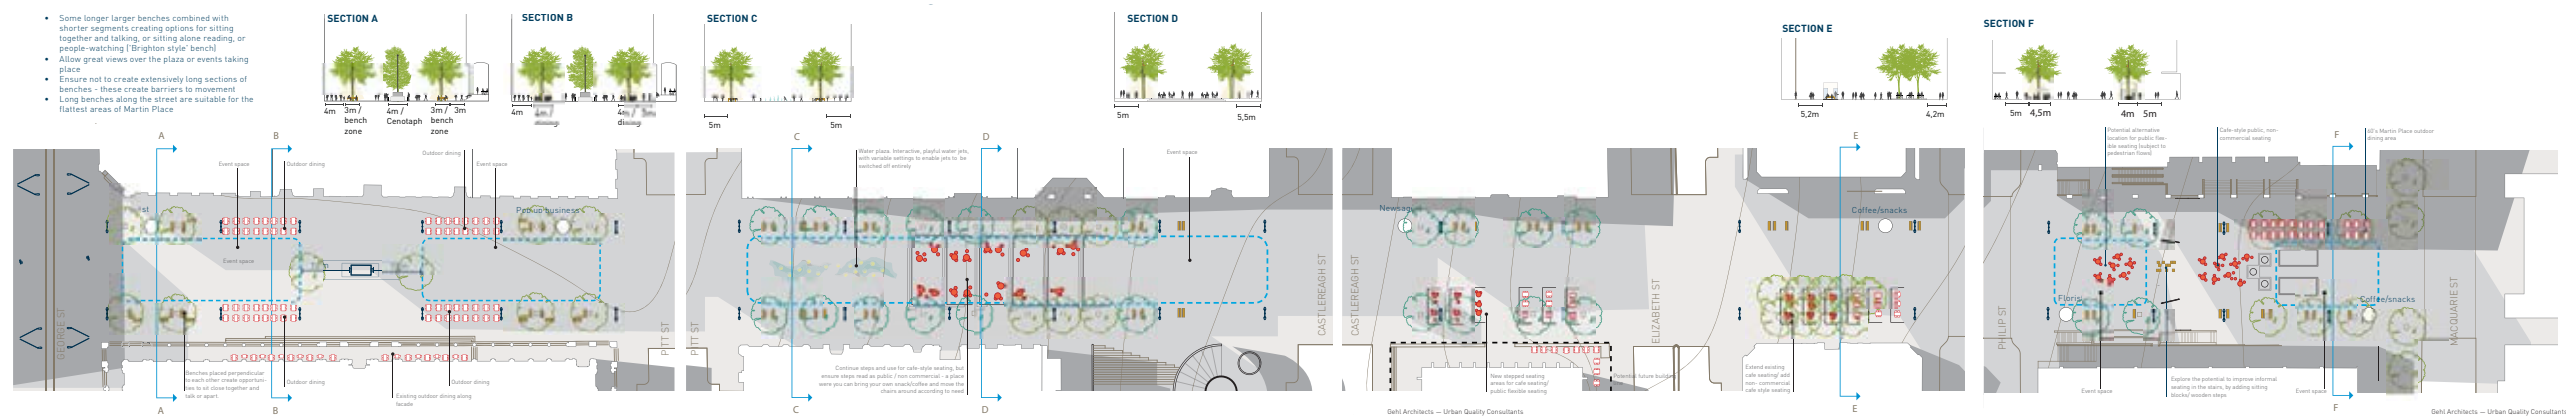 • Some longer larger benches combined with
shorter segments creating options for sitting
together and talking, or sitting alone reading, or
people-watching ('Brighton style' bench)
• Allow great views over the plaza or events taking
place
• Ensure not to create extensively long sections of
benches - these create barriers to movement
• Long benches along the street are suitable for the
flattest areas of Martin Place
SECTION A
4m
3m /
bench
zone
4m /
Cenotaph
3m /
bench
zone
3m
SECTION B
4m
4m /
dining
SECTION C
5m
5m
SECTION D
5m
5,5m
SECTION E
5,2m
4,2m
SECTION F
5m
4,5m
4m
5m
A
B
C
D
E
F
Event space
Outdoor dining
Outdoor dining
Event space
Pop-up business
Event space
GEORGE ST
PITT ST
Benches placed perpendicular
to each other create opportuni-
ties to sit close together and
talk or apart.
Outdoor dining
Existing outdoor dining along
facade
Outdoor dining
A
B
PITT ST
Water plaza. Interactive, playful water jets,
with variable settings to enable jets to be
switched off entirely
Event space
CASTLEREAGH ST
Continue steps and use for cafe-style seating, but
ensure steps read as public / non commercial - a place
were you can bring your own snack/coffee and move the
chairs around according to need
C
D
CASTLEREAGH ST
ELIZABETH ST
Coffee/snacks
New stepped seating
areas for cafe seating/
public flexible seating
Potential future building
Extend existing
cafe seating/ add
non- commercial
cafe style seating
E
Gehl Architects — Urban Quality Consultants
Potential alternative
location for public flex-
ible seating (subject to
pedestrian flows)
Cafe-style public, non-
commercial seating
60's Martin Place outdoor
dining area
PHILLIP ST
Coffee/snacks
MACQUARIE ST
Event space
Explore the potential to improve informal
seating in the stairs, by adding sitting
blocks/ wooden steps
Event space
F
Gehl Architects — Urban Quality Consultants